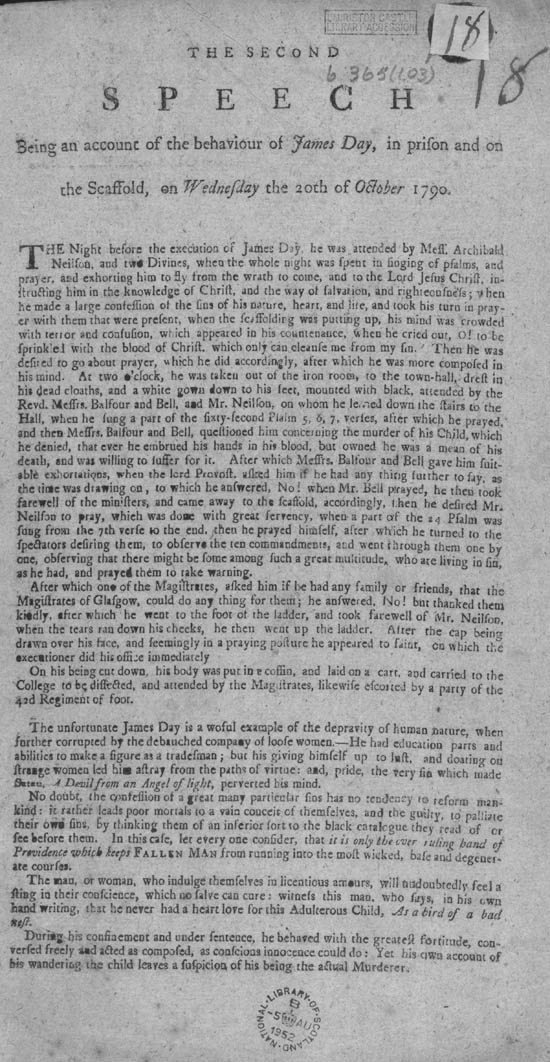 LAURISTON CASTLE
LIBRARY ACCESSION
18
18
THE SECOND
b 365(103)
SPEECH
Being an account of the behaviour of James Day, in priſon and on
the Scaffold, on Wedneſday the 20th of October 1790.
THE Night before the execution of James Day, he was attended by Meſſ. Archibald
Neilſon, and two Divines, when the whole night was ſpent in ſinging of pſalms, and
prayer, and exhorting him to fly from the wrath to come, and to the Lord Jeſus Chriſt, in-
ſtructing him in the knowledge of Chriſt, and the way of ſalvation, and righteouſneſs; when
he made a large confeſſion of the ſins of his nature, heart, and life, and took his turn in pray-
er with them that were preſent, when the ſcaffolding was putting up, his mind was crowded
with terror and confuſion, which appeared in his countenance, when he cried out, O! to be
ſprinkled with the blood of Chriſt, which only can cleanſe me from my ſin. Then he was
deſired to go about prayer, which he did accordingly, after which he was more compoſed in
his mind. At two o'clock, he was taken out of the iron room, to the town-hall, dreſt in
his dead cloaths, and a white gown down to his feet, mounted with black, attended by the
Revd. Meſſrs. Balfour and Bell, and Mr. Neilſon, on whom he leaned down the ſtairs to the
Hall, when he ſung a part of the ſixty-ſecond Pſalm 5, 6, 7, verſes, after which he prayed,
and then Meſſrs. Balfour and Bell, queſtioned him concerning the murder of his Child, which
he denied, that ever he embrued his hands in his blood, but owned he was a mean of his
death, and was willing to ſuffer for it. After which Meſſrs. Balfour and Bell gave him ſuit-
able exhortations, when the lord Provoſt, asked him if he had any thing further to ſay, as
the time was drawing on, to which he anſwered, No! when Mr. Bell prayed, he then took
farewell of the miniſters, and came away to the ſcaffold, accordingly, then he deſired Mr.
Neilſon to pray, which was done with great fervency, when a part of the 24 Pſalm was
ſung from the 7th verſe to the end, then he prayed himſelf, after which he turned to the
ſpectators deſiring them, to obſerve the ten commandments, and went through them one by
one, obſerving that there might be ſome among ſuch a great multitude, who are living in ſin,
as he had, and prayed them to take warning.
After which one of the Magiſtrates, aſked him if he had any family or friends, that the
Magiſtrates of Glaſgow, could do any thing for them; he anſwered, No! but thanked them
kindly, after which he went to the foot of the ladder, and took farewell of Mr. Neilſon,
when the tears ran down his cheeks, he then went up the ladder. After the cap being
drawn over his face, and ſeemingly in a praying poſture he appeared to faint, on which the
executioner did his office immediately
On his being cut down, his body was put in a coffin, and laid on a cart, and carried to the
College to be diſſected, and attended by the Magiſtrates, likewiſe eſcorted by a party of the
42d Regiment of foot.
The unfortunate James Day is a woful example of the depravity of human nature, when
further corrupted by the debauched company of looſe women.—He had education parts and
abilities to make a figure as a tradeſman; but his giving himſelf up to luſt, and doating on
ſtrange women led him aſtray from the paths of virtue: and, pride, the very ſin which made
Satan, A Devil from an Angel of light, perverted his mind.
No doubt, the confeſſion of a great many particular ſins has no tendency to reform man-
kind: it rather leads poor mortals to a vain conceit of themſelves, and the guilty, to palliate
their own ſins, by thinking them of an inferior ſort to the black catalogue they read of or
ſee before them. In this caſe, let every one conſider, that it is only the over ruling hand of
Providence which keeps FALLEN MAN from running into the moſt wicked, baſe and degener-
ate courſes.
The man, or woman, who indulge themſelves in licentious amours, will undoubtedly feel a
ſting in their conſcience, which no ſalve can cure: witneſs this man, who ſays, in his own
hand writing, that he never had a heart love for this Adulterous Child, As a bird of a bad
neſt.
During his confinement and under ſentence, he behaved with the greateſt fortitude, con-
verſed freely and acted as compoſed, as conſcious innocence could do: Yet his own account of
his wandering the child leaves a ſuſpicion of his being the actual Murderer.
NATIONAL LIBRARY OF SCOTLAND
5 AUG
1952